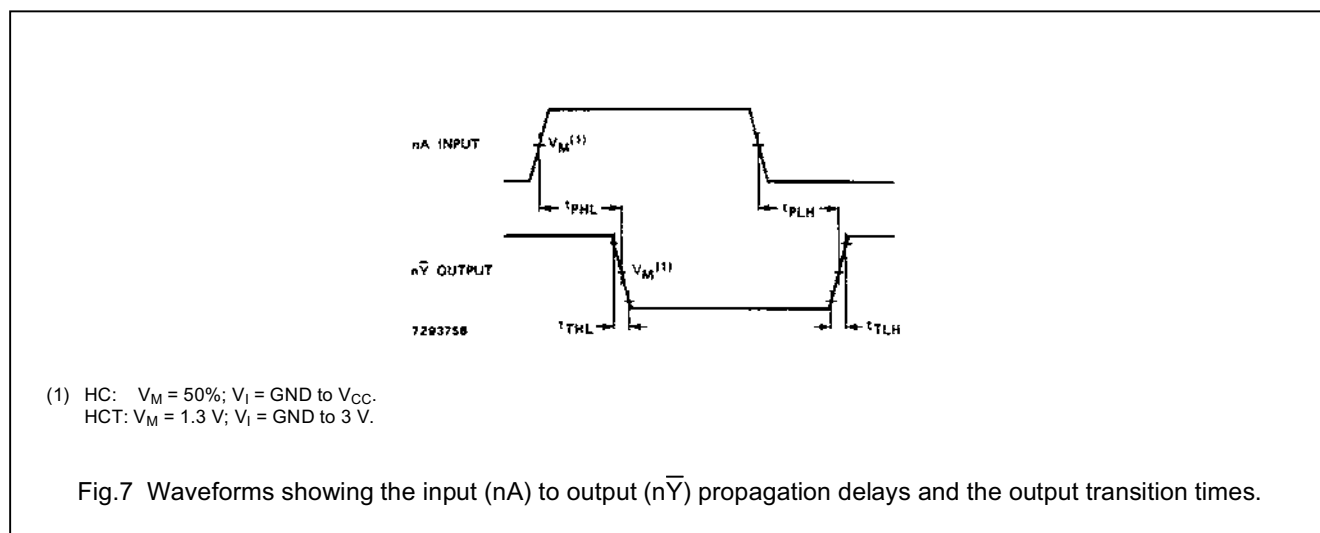 nA INPUT
V_M(1)
t_PHL
t_PLH
nY̅ OUTPUT
V_M(1)
7293756
t_THL
t_TLH
(1) HC: V_M = 50%; V_I = GND to V_CC.
HCT: V_M = 1.3 V; V_I = GND to 3 V.
Fig.7 Waveforms showing the input (nA) to output (nY̅) propagation delays and the output transition times.